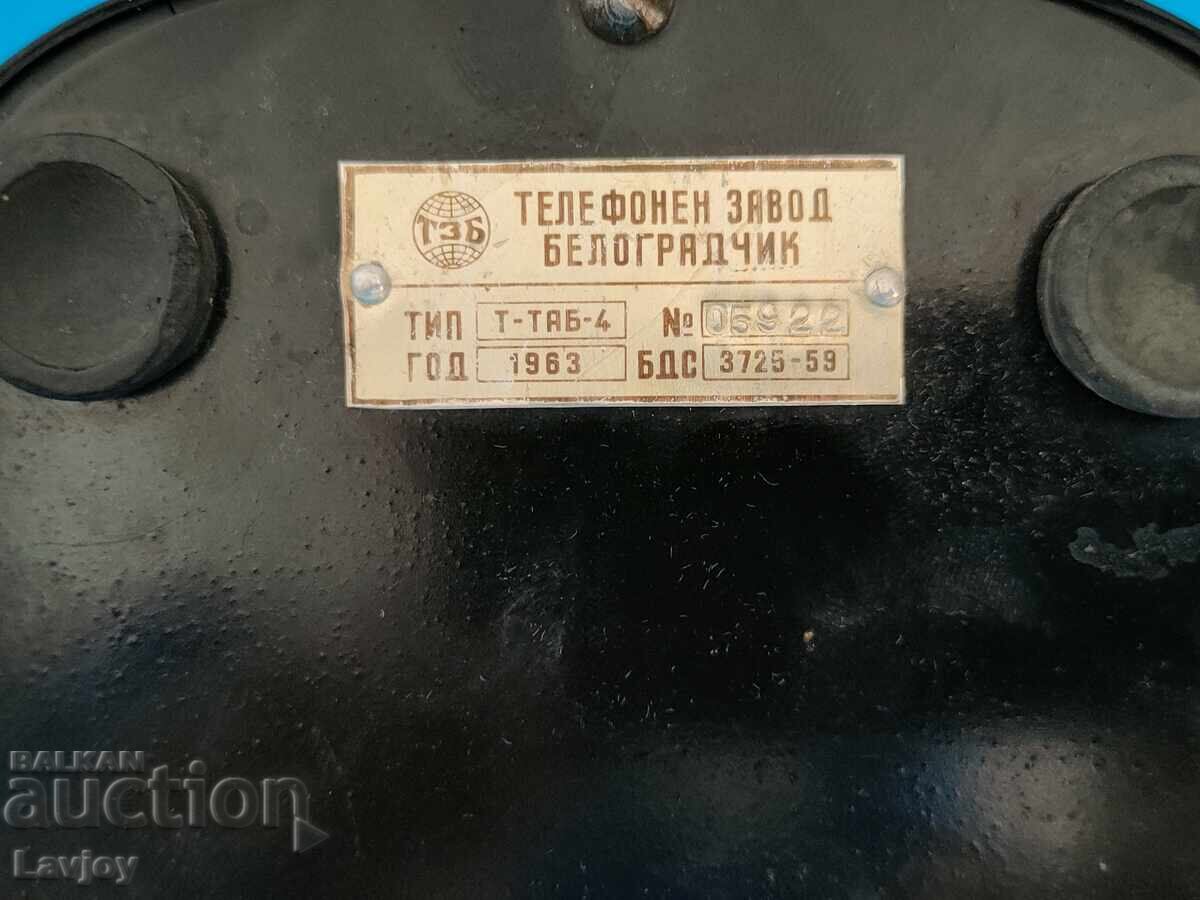 ТЗБ
ТЕЛЕФОНЕН ЗАВОД
БЕЛОГРАДЧИК
ТИП Т-ТАБ-4 № 05922
ГОД 1963 БДС 3725-59
BALKAN
auction
Lavjoy